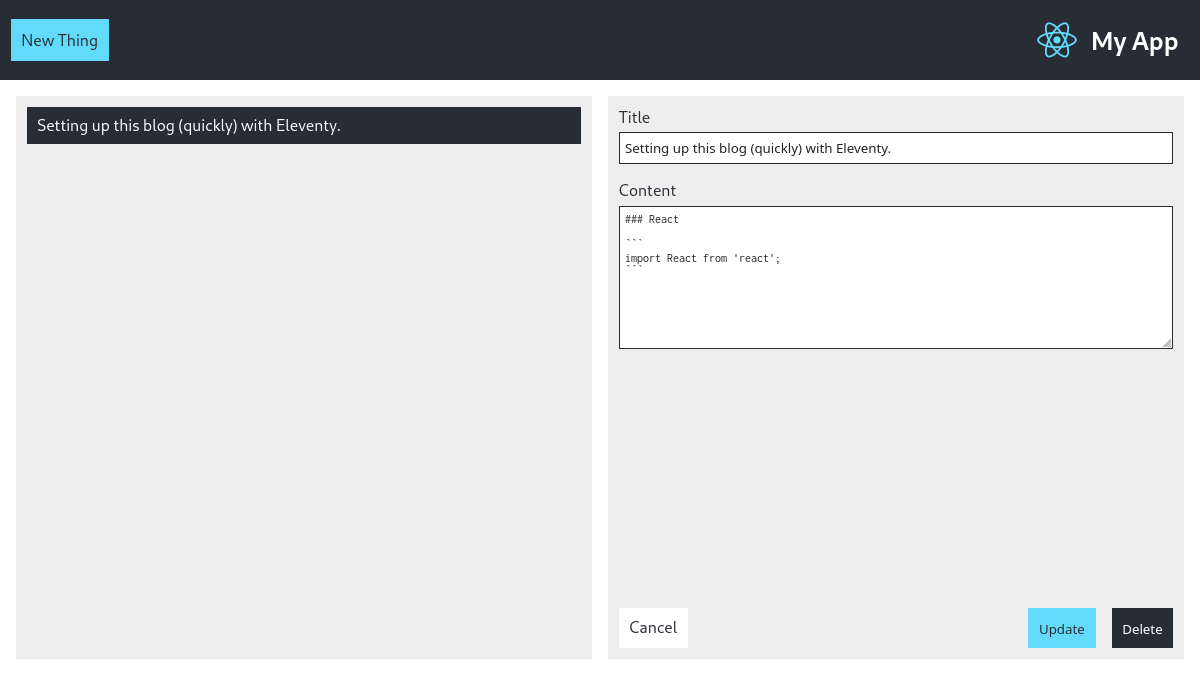 New Thing
My App
Setting up this blog (quickly) with Eleventy.
Title
Setting up this blog (quickly) with Eleventy.
Content
### React
```
import React from 'react';
```
Cancel
Update
Delete